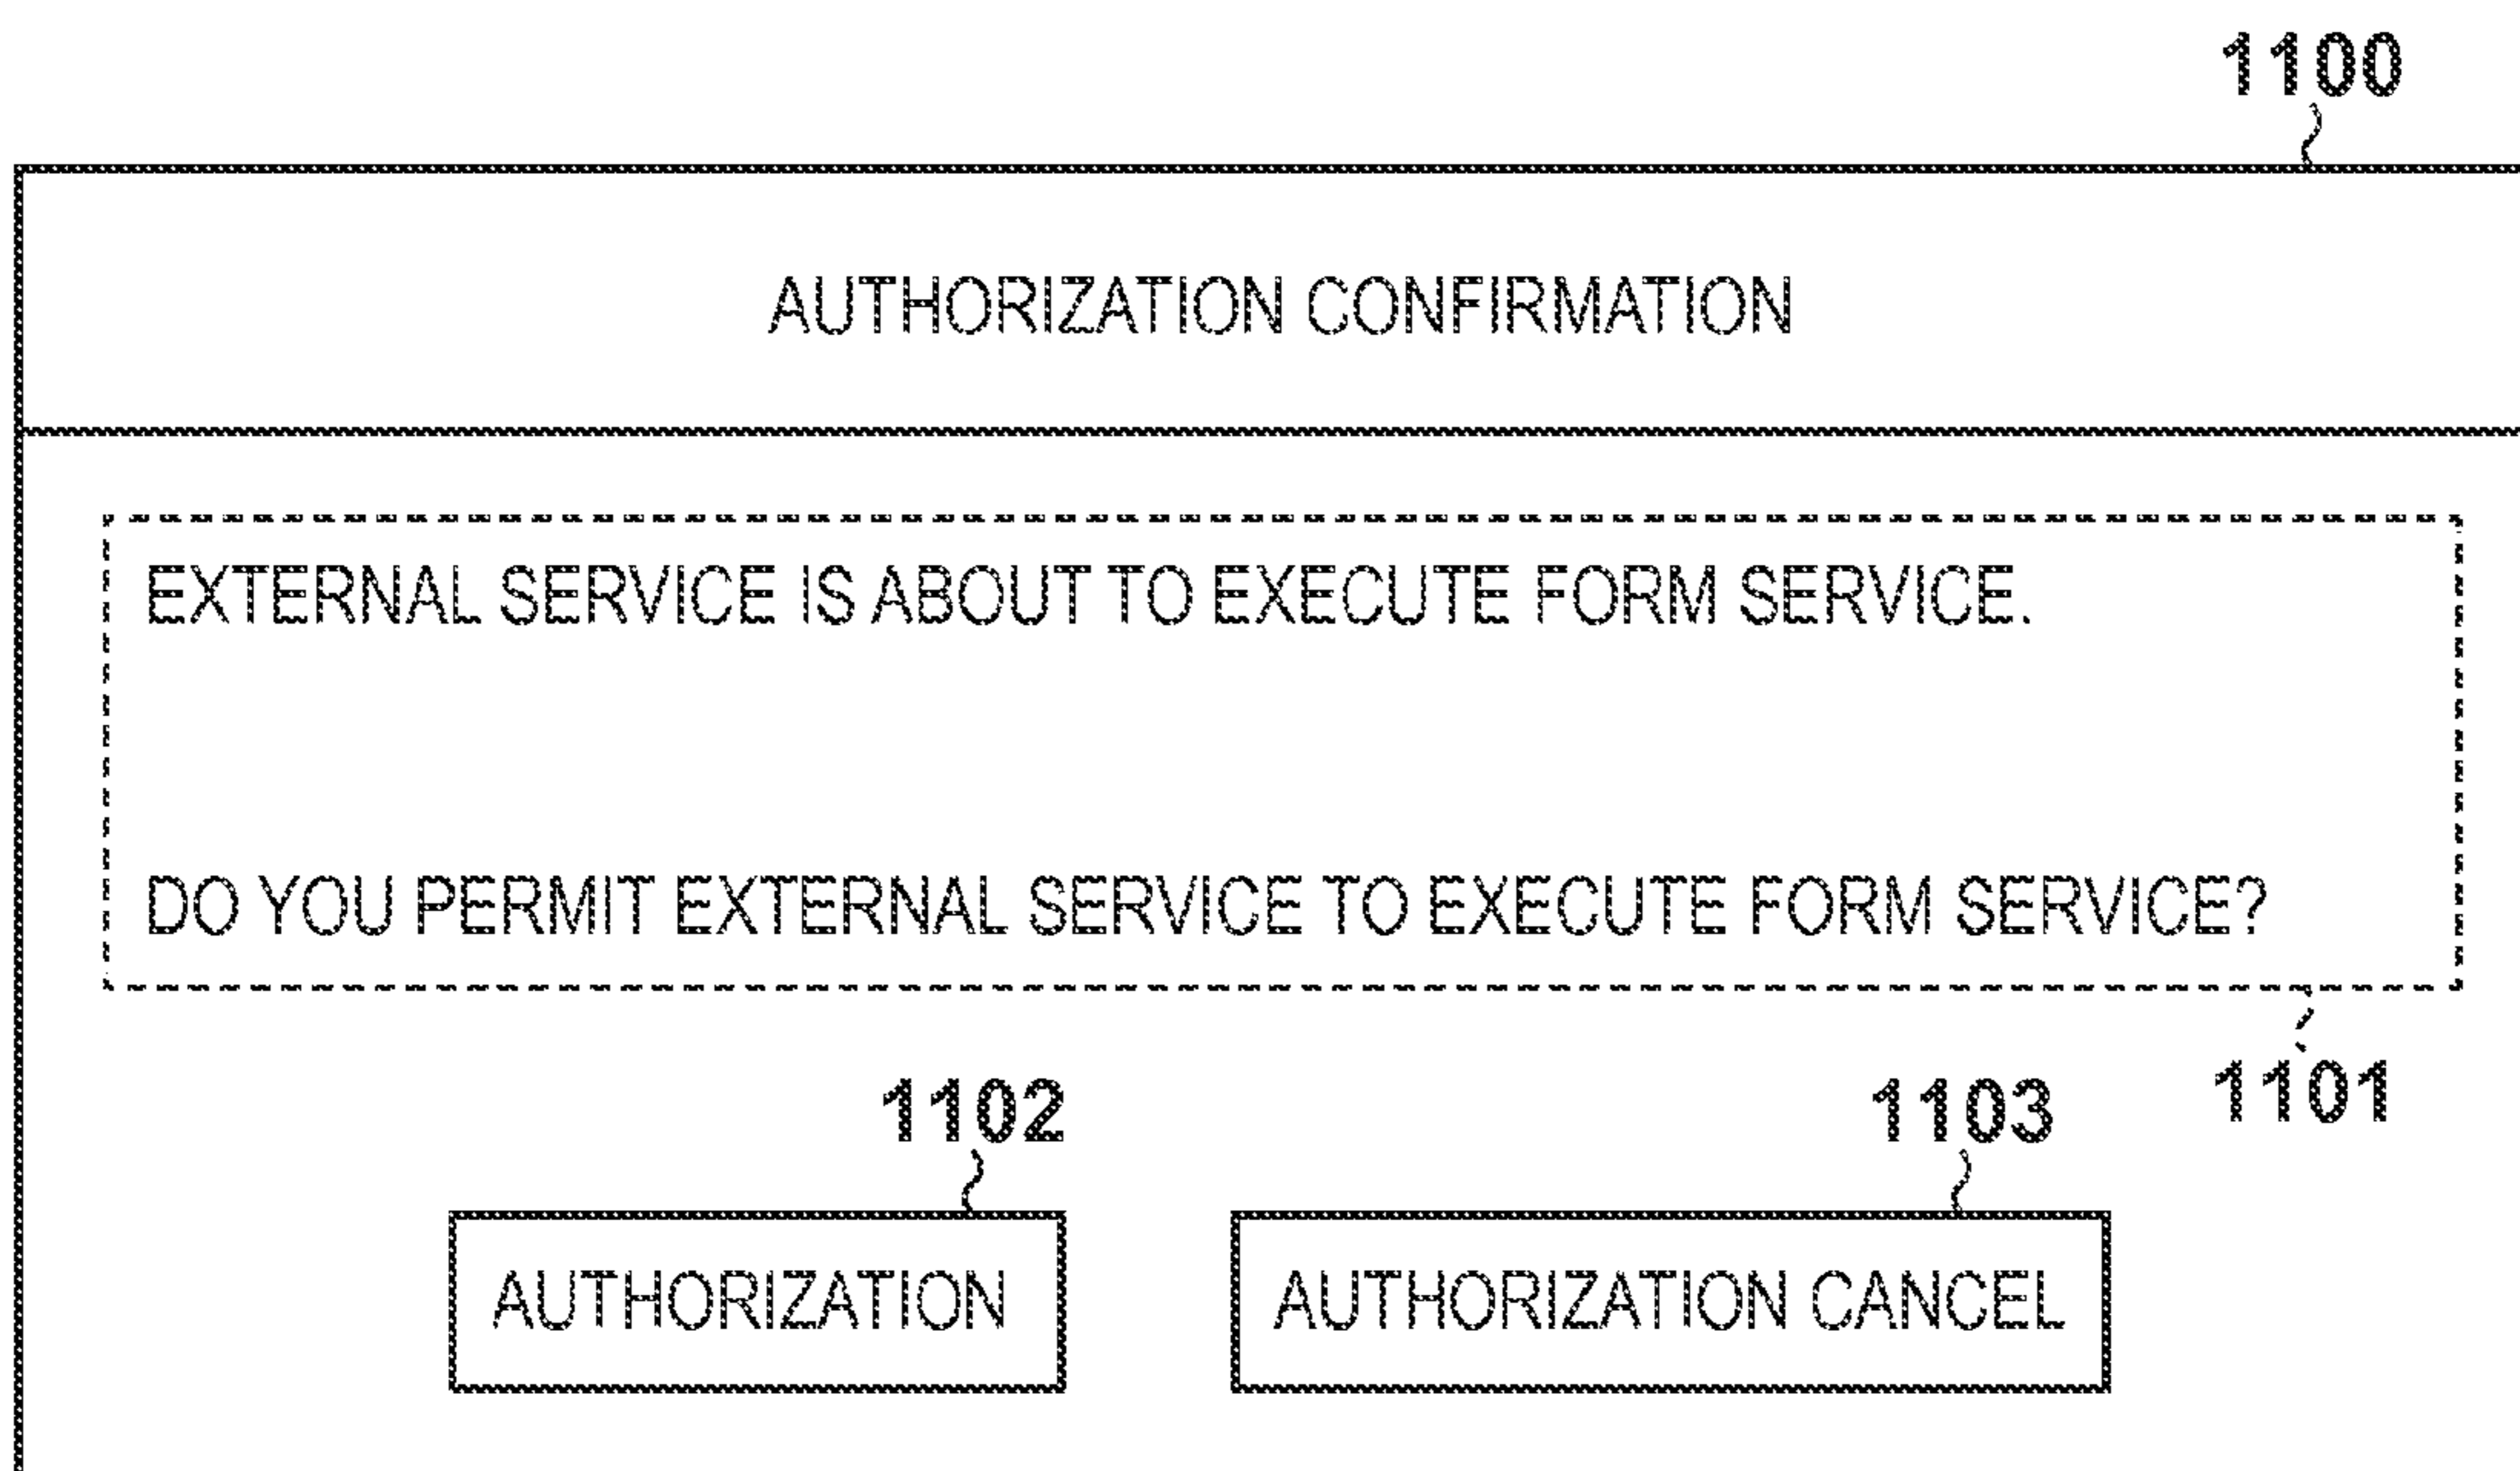 1100
AUTHORIZATION CONFIRMATION
EXTERNAL SERVICE IS ABOUT TO EXECUTE FORM SERVICE.
DO YOU PERMIT EXTERNAL SERVICE TO EXECUTE FORM SERVICE?
1101
1102
1103
AUTHORIZATION
AUTHORIZATION CANCEL